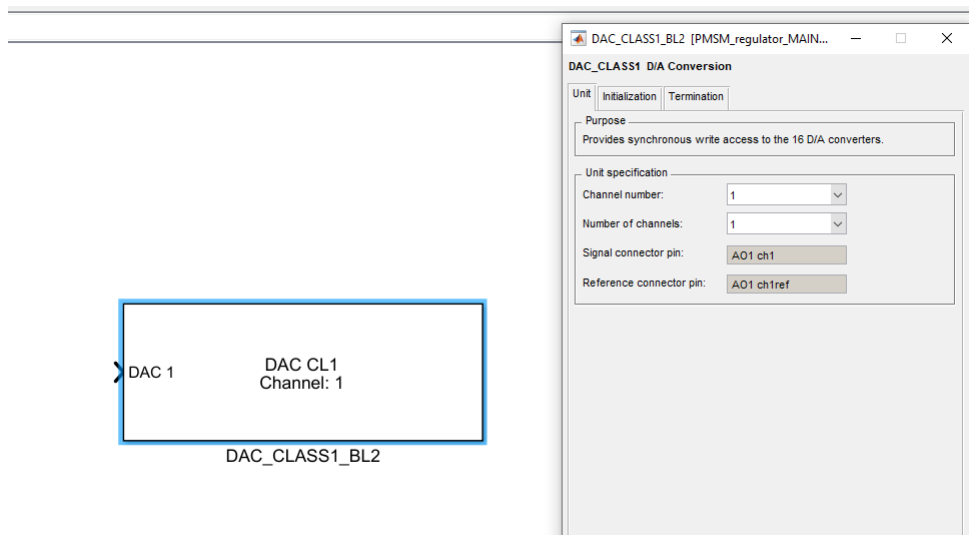 DAC_CLASS1_BL2 [PMSM_regulator_MAIN...
DAC_CLASS1 D/A Conversion
Unit
Initialization
Termination
Purpose
Provides synchronous write access to the 16 D/A converters.
Unit specification
Channel number:
1
Number of channels:
1
Signal connector pin:
AO1 ch1
Reference connector pin:
AO1 ch1ref
DAC 1
DAC CL1
Channel: 1
DAC_CLASS1_BL2